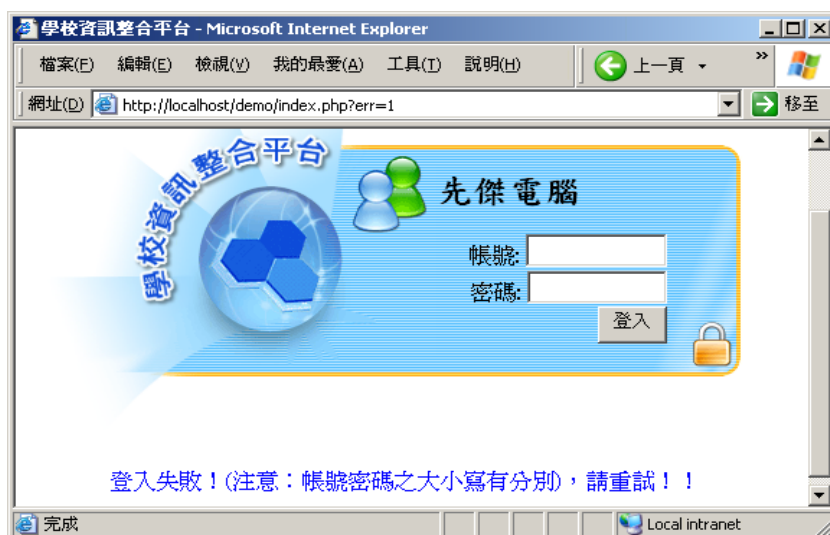 學校資訊整合平台 - Microsoft Internet Explorer
檔案(F) 編輯(E) 檢視(V) 我的最愛(A) 工具(T) 說明(H) 上一頁 »
網址(D) http://localhost/demo/index.php?err=1 移至
學校資訊整合平台
先傑電腦
帳號:
密碼:
登入
登入失敗!(注意:帳號密碼之大小寫有分別),請重試!!
完成 Local intranet